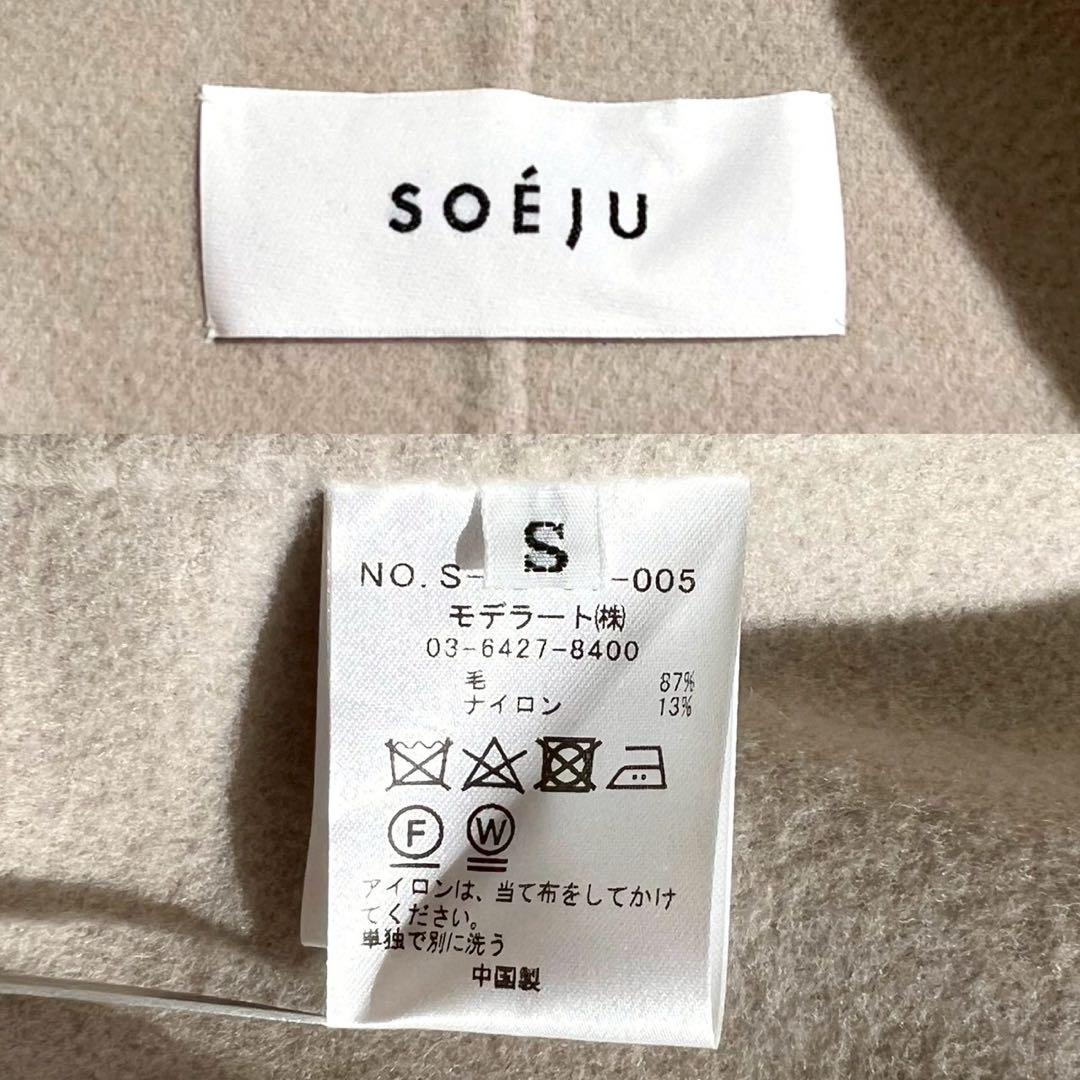 SOÉJU
S
NO. S- -005
モデラート㈱
03-6427-8400
毛 87%
ナイロン 13%
F W
アイロンは、当て布をしてかけ
てください。
単独で別に洗う
中国製